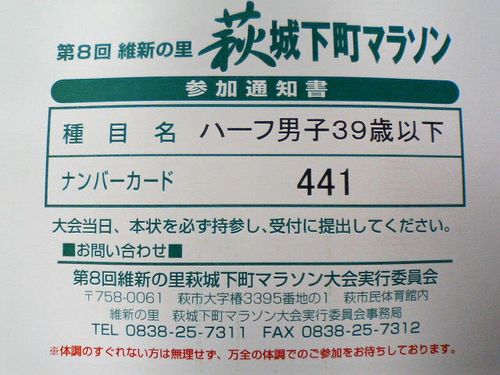 第8回 維新の里 萩城下町マラソン
参加通知書
種目名 ハーフ男子39歳以下
ナンバーカード 441
大会当日、本状を必ず持参し、受付に提出してください。
■お問い合わせ■
第8回維新の里萩城下町マラソン大会実行委員会
〒758-0061 萩市大字椿3395番地の1 萩市民体育館内
維新の里 萩城下町マラソン大会実行委員会事務局
TEL 0838-25-7311 FAX 0838-25-7312
※体調のすぐれない方は無理せず、万全の体調でのご参加をお待ちしております。